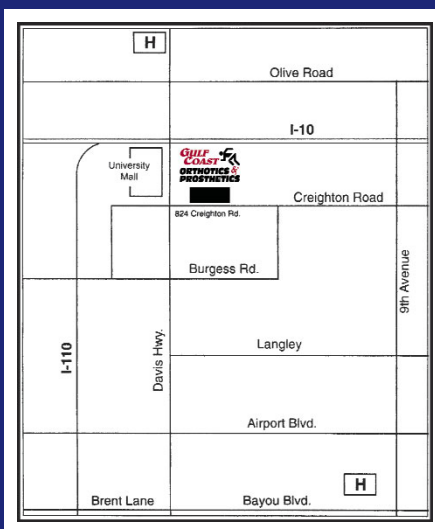 H
Olive Road
I-10
University
Mall
GULF
COAST
ORTHOTICS &
PROSTHETICS
Creighton Road
824 Creighton Rd.
Burgess Rd.
9th Avenue
I-110
Davis Hwy.
Langley
Airport Blvd.
H
Brent Lane
Bayou Blvd.